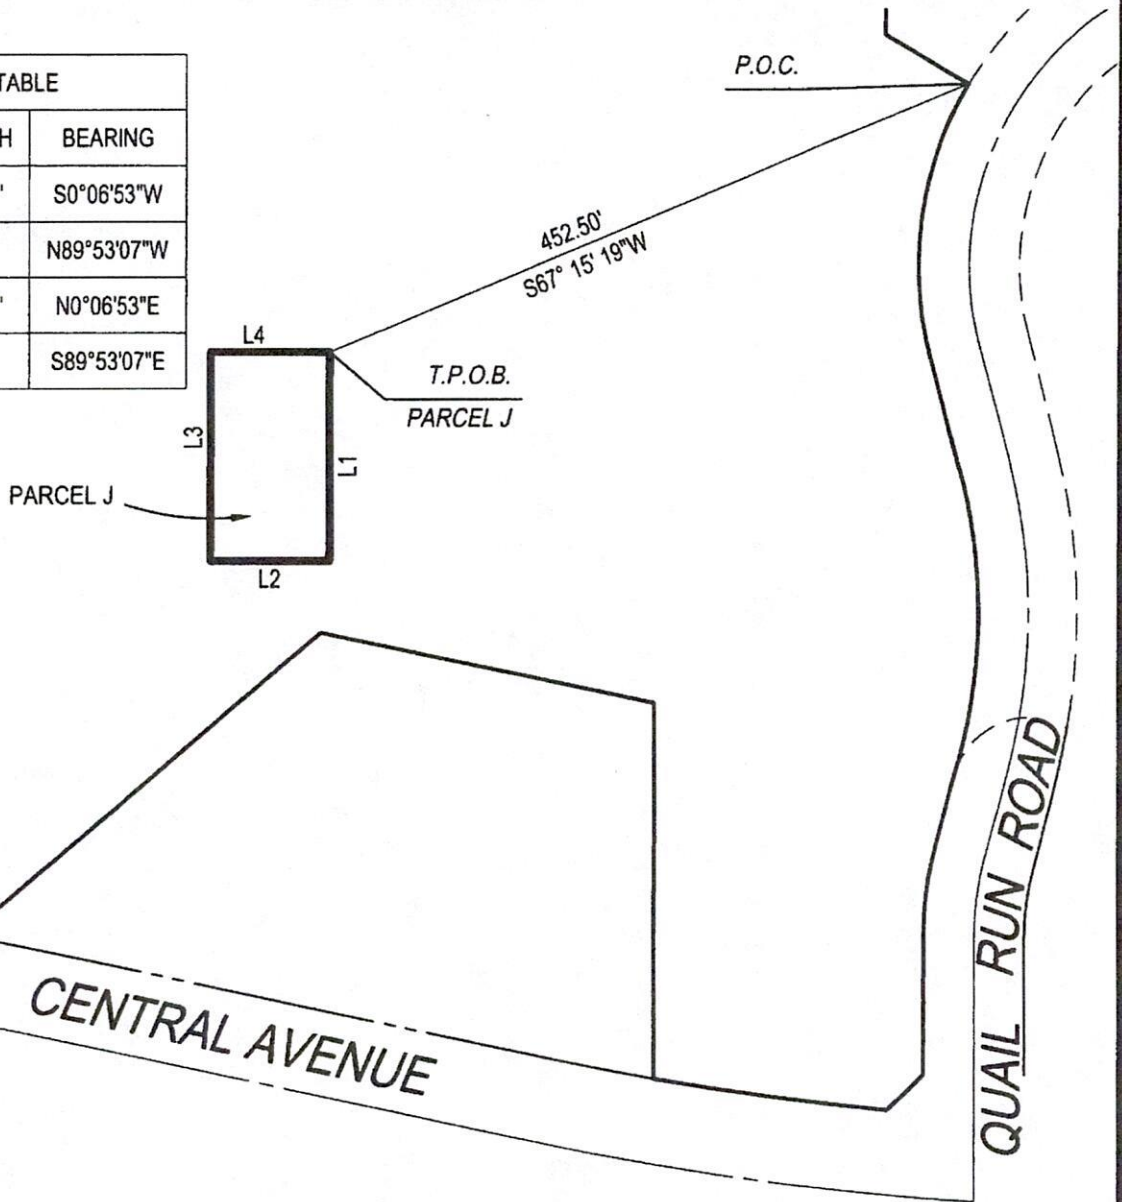 TABLE
H BEARING
' S0°06'53"W
N89°53'07"W
' N0°06'53"E
S89°53'07"E
P.O.C.
452.50'
S67° 15' 19"W
L4
T.P.O.B.
PARCEL J
L3
L1
PARCEL J
L2
QUAIL RUN ROAD
CENTRAL AVENUE